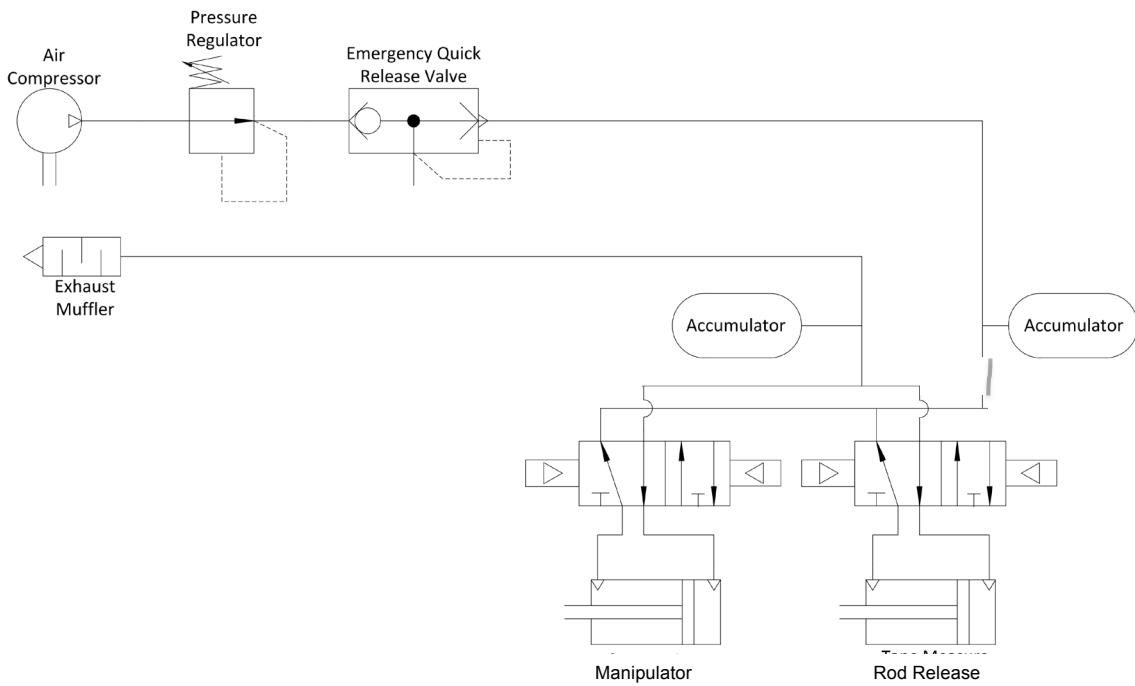 Pressure
Regulator
Air
Compressor
Emergency Quick
Release Valve
Exhaust
Muffler
Accumulator
Accumulator
Manipulator
Rod Release